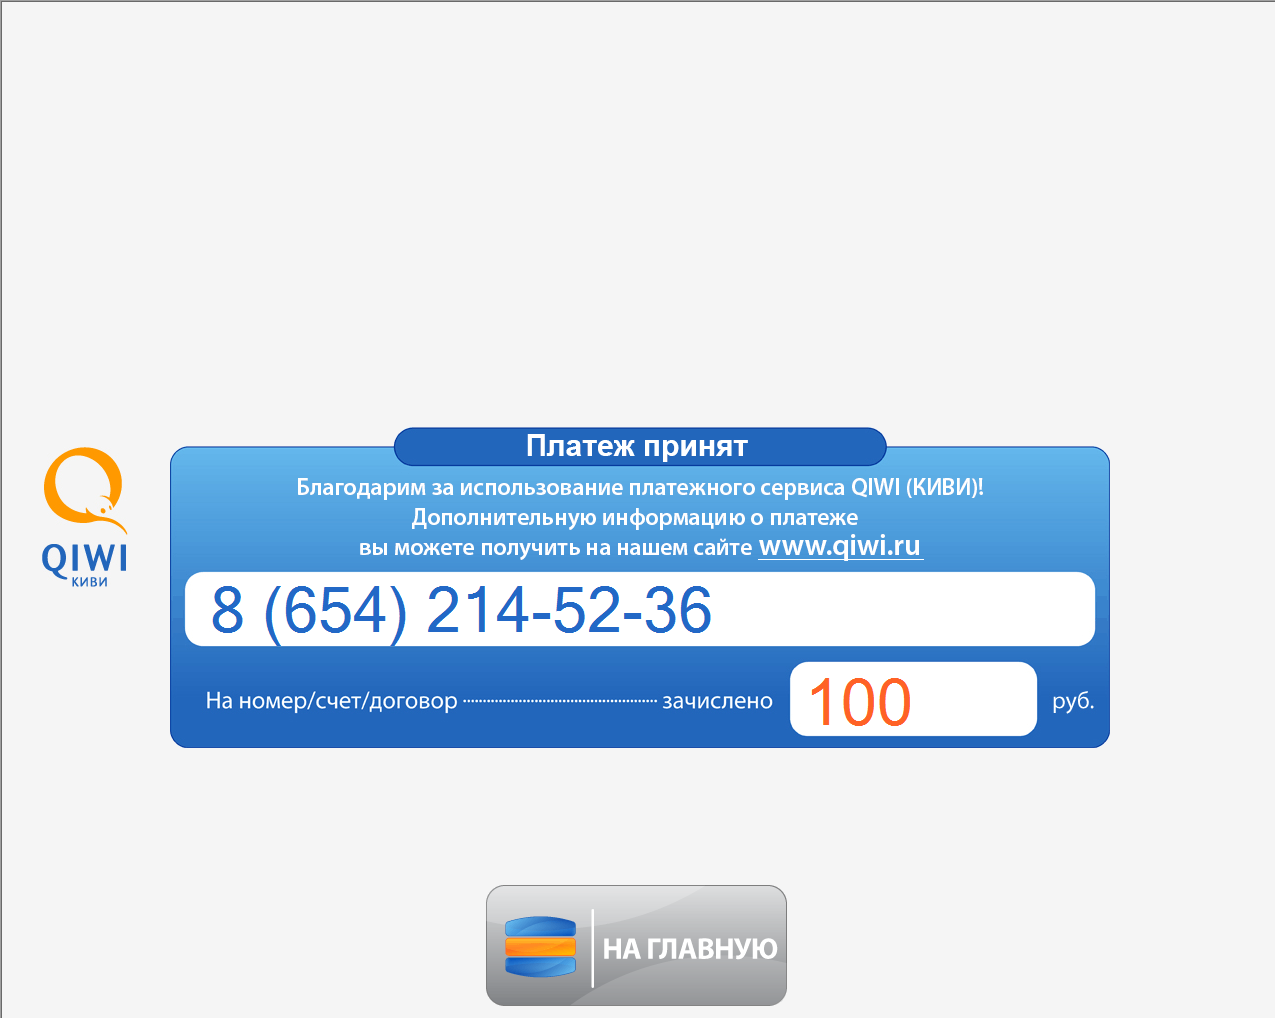 Платеж принят
Благодарим за использование платежного сервиса QIWI (КИВИ)!
Дополнительную информацию о платеже
вы можете получить на нашем сайте www.qiwi.ru
QIWI
КИВИ
8 (654) 214-52-36
На номер/счет/договор зачислено 100 руб.
НА ГЛАВНУЮ